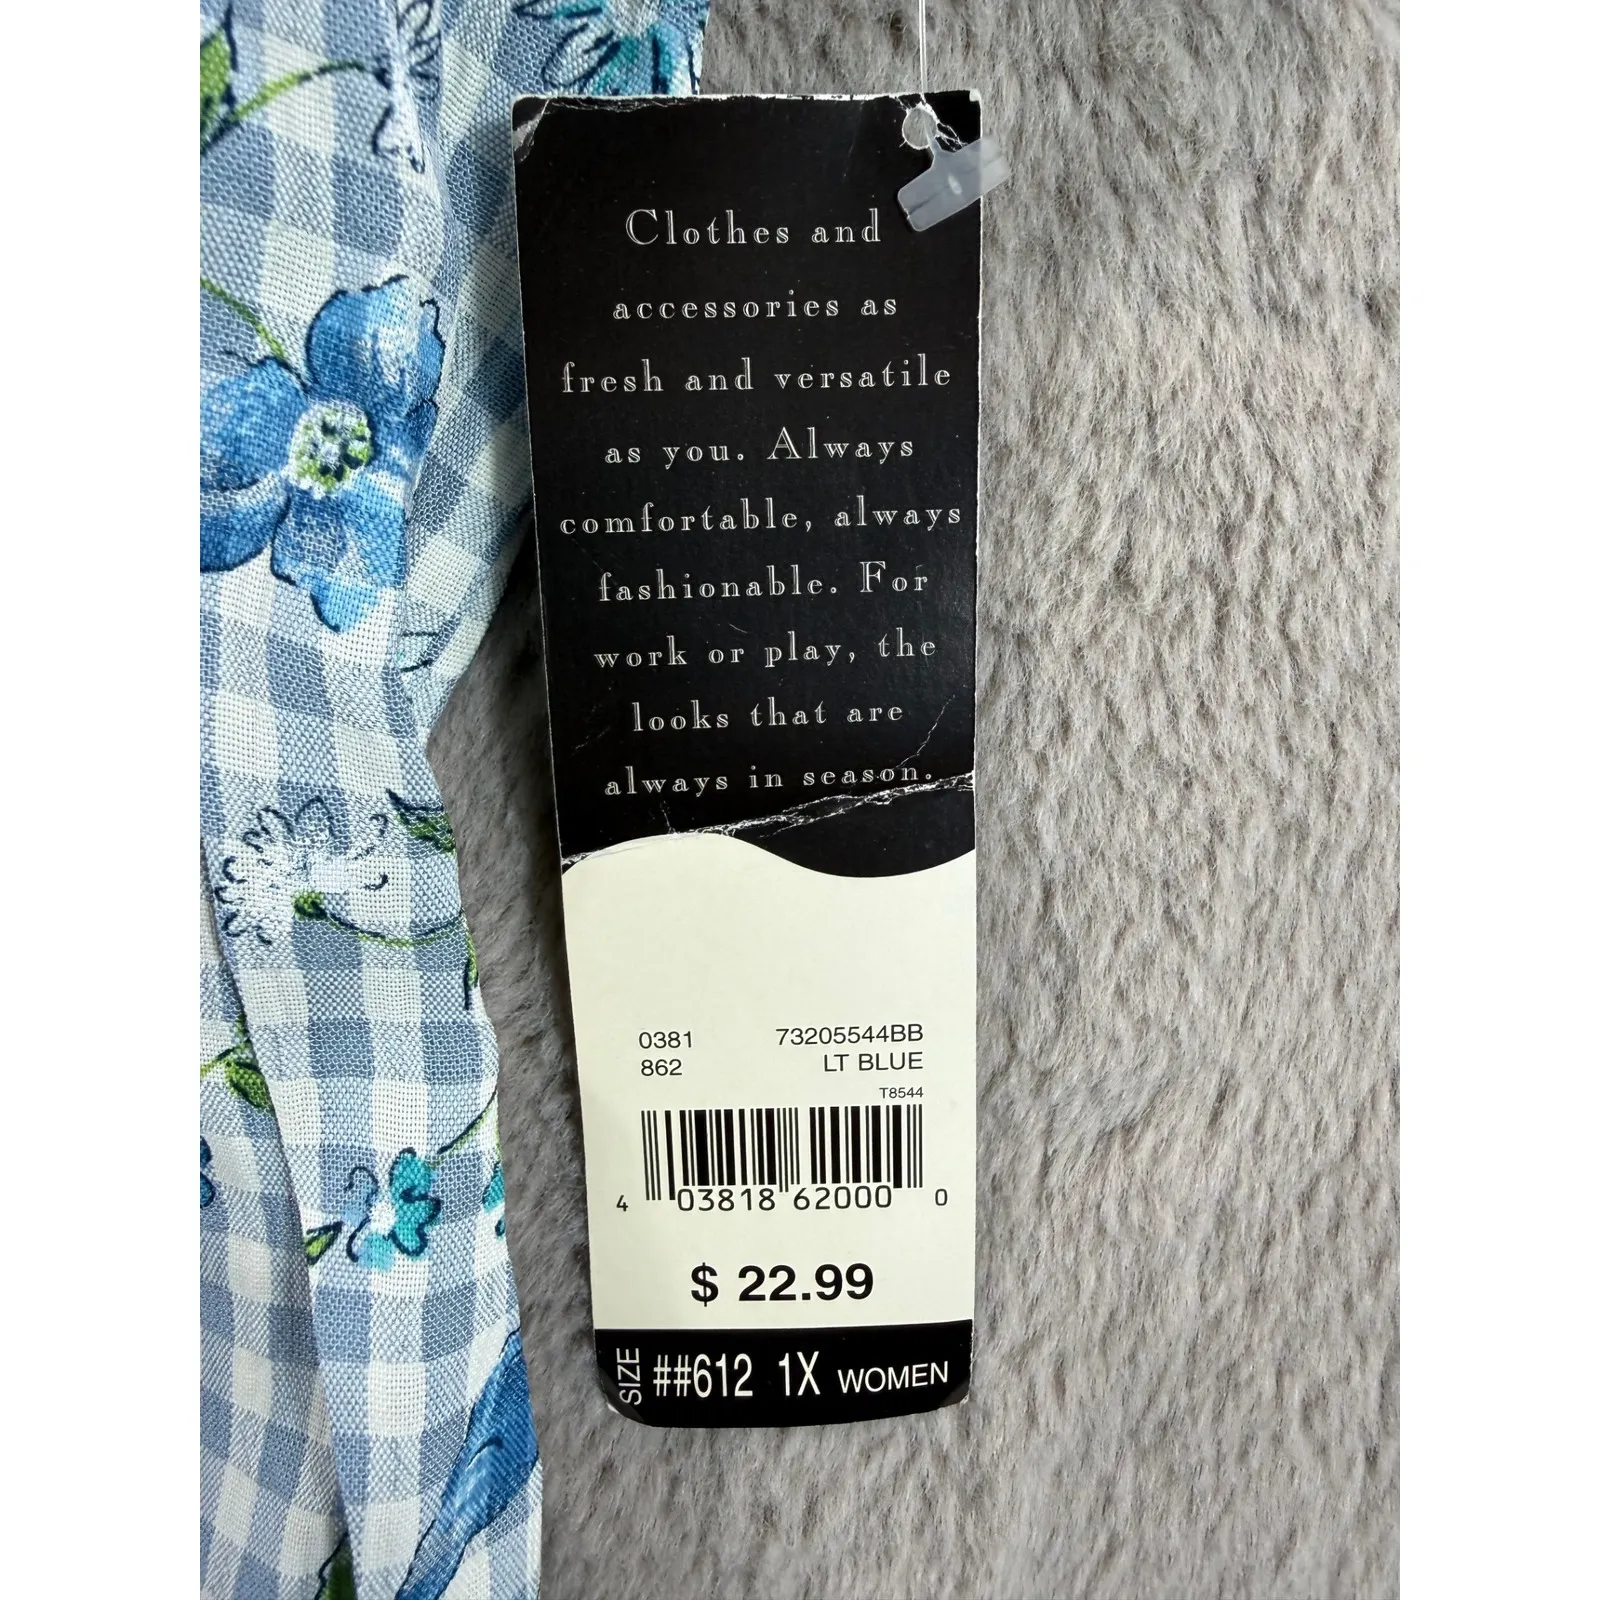 Clothes and
accessories as
fresh and versatile
as you. Always
comfortable, always
fashionable. For
work or play, the
looks that are
always in season.
0381 73205544BB
862 LT BLUE
T8544
4 03818 62000 0
$ 22.99
SIZE ##612 1X WOMEN